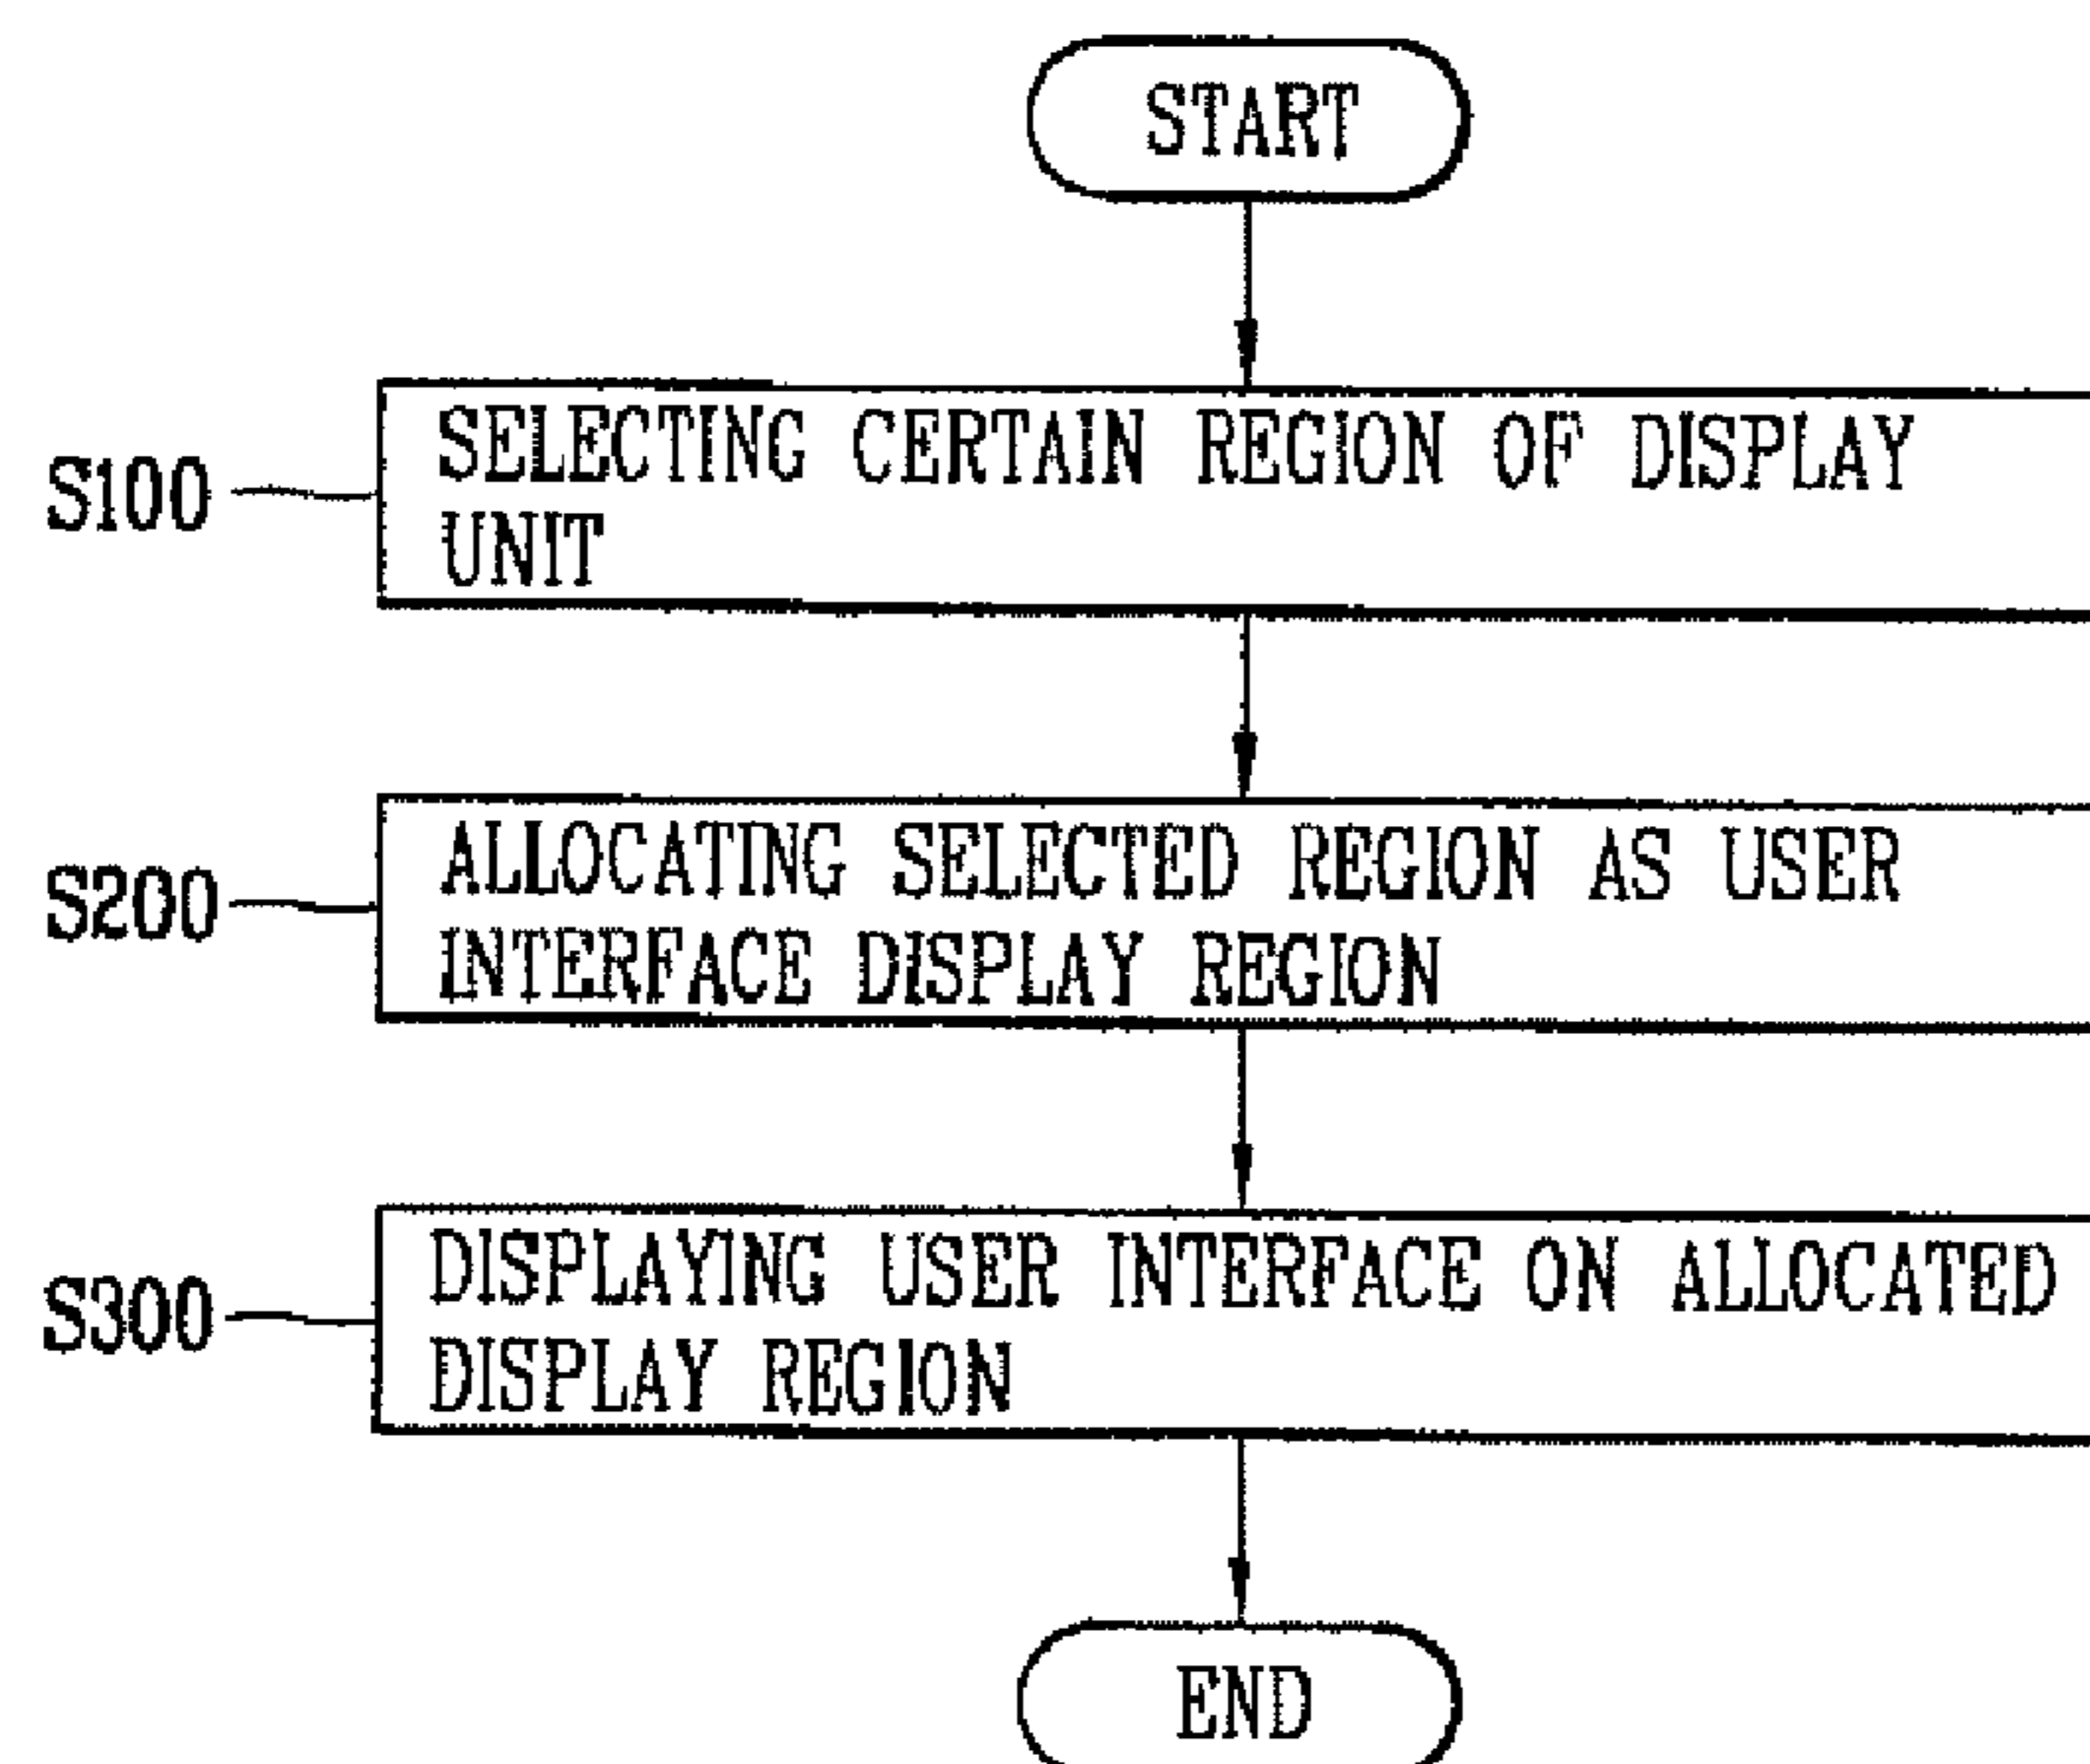 START
S100
SELECTING CERTAIN REGION OF DISPLAY
UNIT
S200
ALLOCATING SELECTED REGION AS USER
INTERFACE DISPLAY REGION
S300
DISPLAYING USER INTERFACE ON ALLOCATED
DISPLAY REGION
END